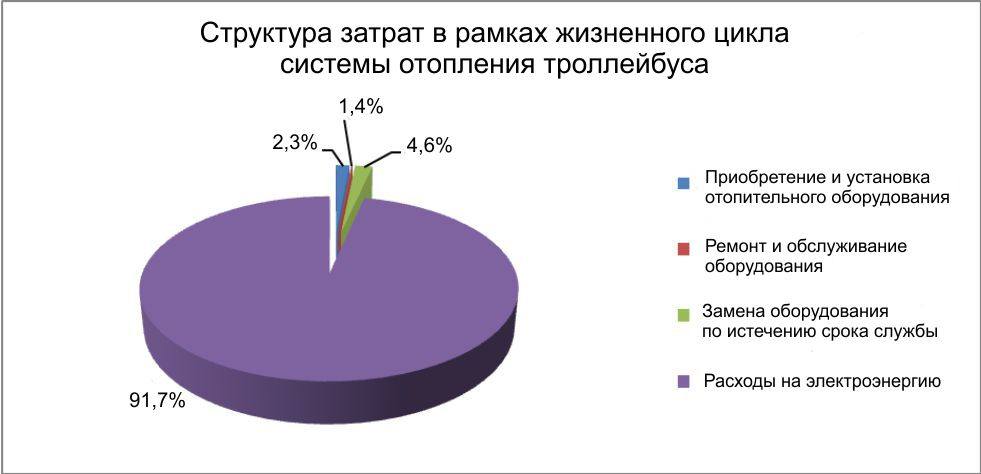 Структура затрат в рамках жизненного цикла
системы отопления троллейбуса
1,4%
2,3%
4,6%
91,7%
Приобретение и установка
отопительного оборудования
Ремонт и обслуживание
оборудования
Замена оборудования
по истечению срока службы
Расходы на электроэнергию